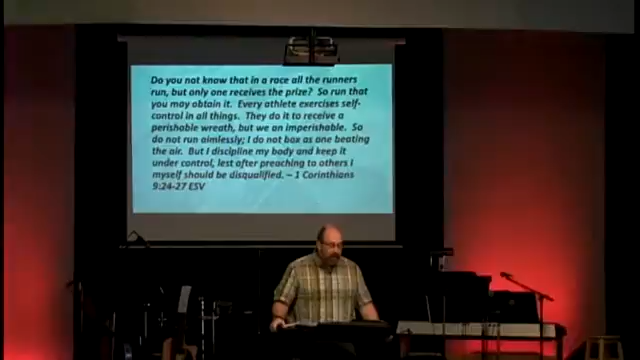 Do you not know that in a race all the runners
run, but only one receives the prize?  So run that
you may obtain it.  Every athlete exercises self-
control in all things.  They do it to receive a
perishable wreath, but we an imperishable.  So
do not run aimlessly; I do not box as one beating
the air.  But I discipline my body and keep it
under control, lest after preaching to others I
myself should be disqualified. ~ 1 Corinthians
9:24-27 ESV